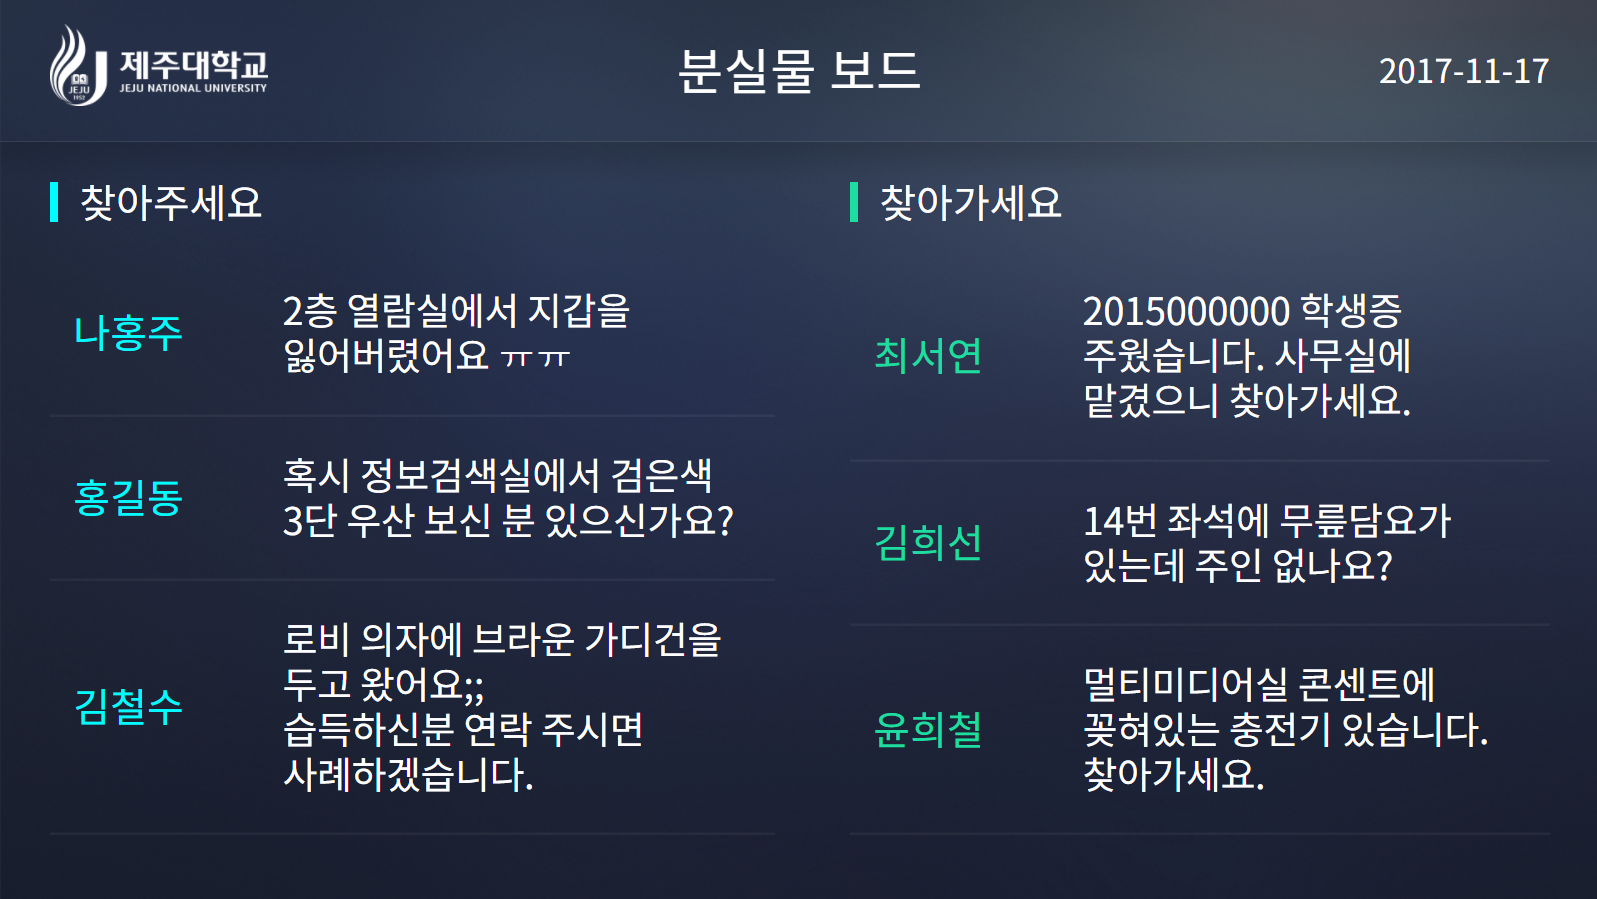 제주대학교
JEJU NATIONAL UNIVERSITY
JEJU
1952
분실물 보드
2017-11-17
찾아주세요
나홍주
2층 열람실에서 지갑을
잃어버렸어요 ㅠㅠ
홍길동
혹시 정보검색실에서 검은색
3단 우산 보신 분 있으신가요?
김철수
로비 의자에 브라운 가디건을
두고 왔어요;;
습득하신분 연락 주시면
사례하겠습니다.
찾아가세요
최서연
2015000000 학생증
주웠습니다. 사무실에
맡겼으니 찾아가세요.
김희선
14번 좌석에 무릎담요가
있는데 주인 없나요?
윤희철
멀티미디어실 콘센트에
꽂혀있는 충전기 있습니다.
찾아가세요.